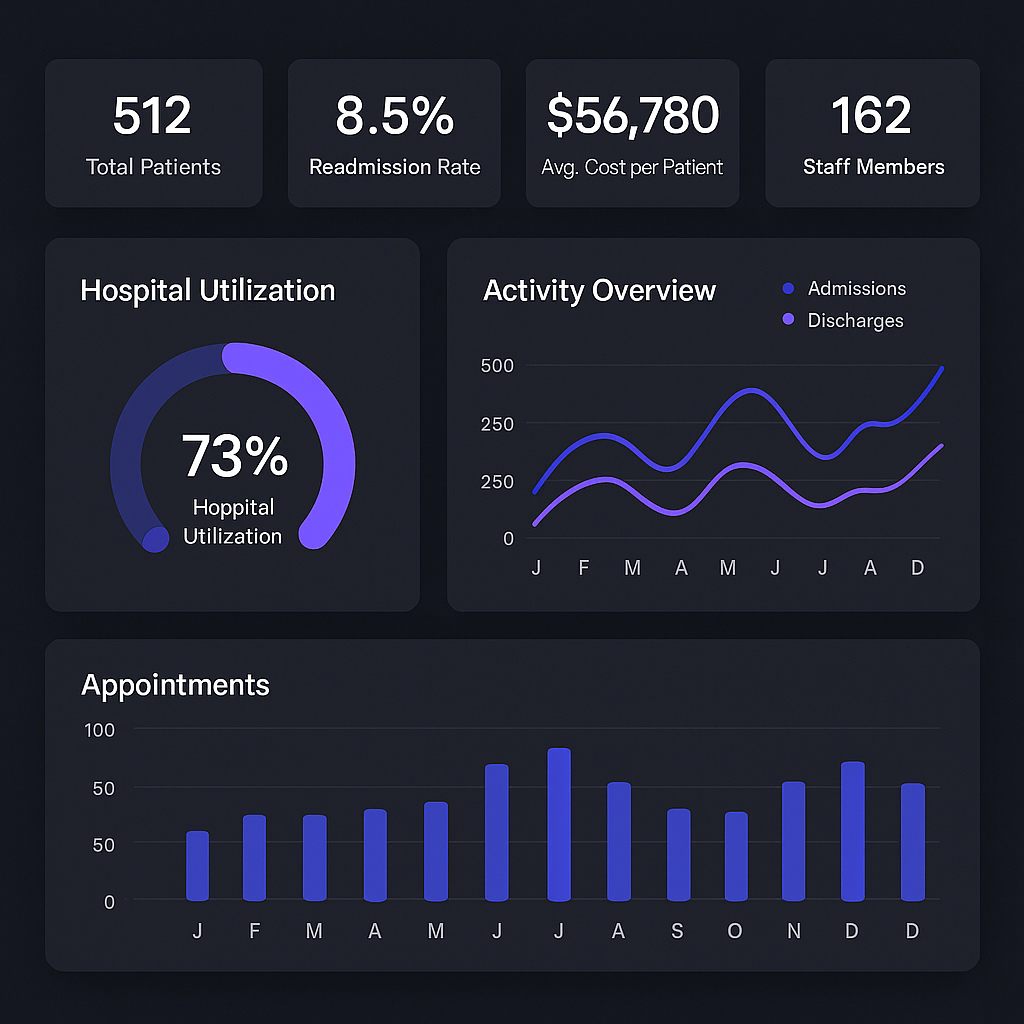 512
Total Patients
8.5%
Readmission Rate
$56,780
Avg. Cost per Patient
162
Staff Members
Hospital Utilization
73%
Hoppital
Utilization
Activity Overview
Admissions
Discharges
500
250
250
0
J F M A M J J A D
Appointments
100
50
50
0
J F M A M J J A S O N D D